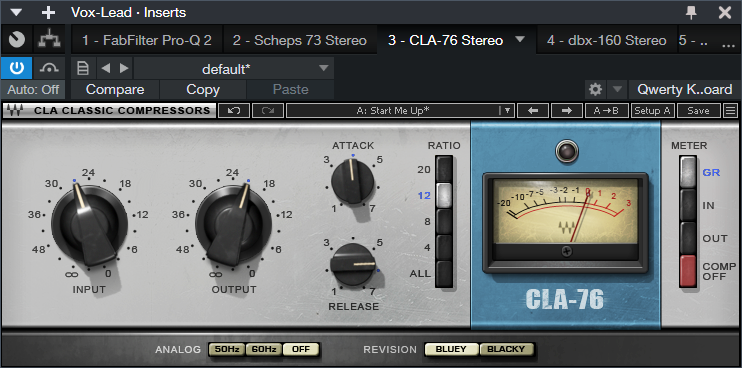 Vox-Lead · Inserts
1 - FabFilter Pro-Q 2 2 - Scheps 73 Stereo 3 - CLA-76 Stereo 4 - dbx-160 Stereo 5 - .. ...
default*
Auto: Off Compare Copy Paste Qwerty K..oard
CLA CLASSIC COMPRESSORS A: Start Me Up* A→B Setup A Save
ATTACK RATIO METER
3 5
1 7
24
30 18
36 12
48 6
∞ 0
INPUT
24
30 18
36 12
48 6
∞ 0
OUTPUT
3 5
1 7
RELEASE
20
12
8
4
ALL
-20 10 7 5 3 2 1 0 1 2 3
CLA-76
GR
IN
OUT
COMP
OFF
ANALOG 50Hz 60Hz OFF REVISION BLUEY BLACKY